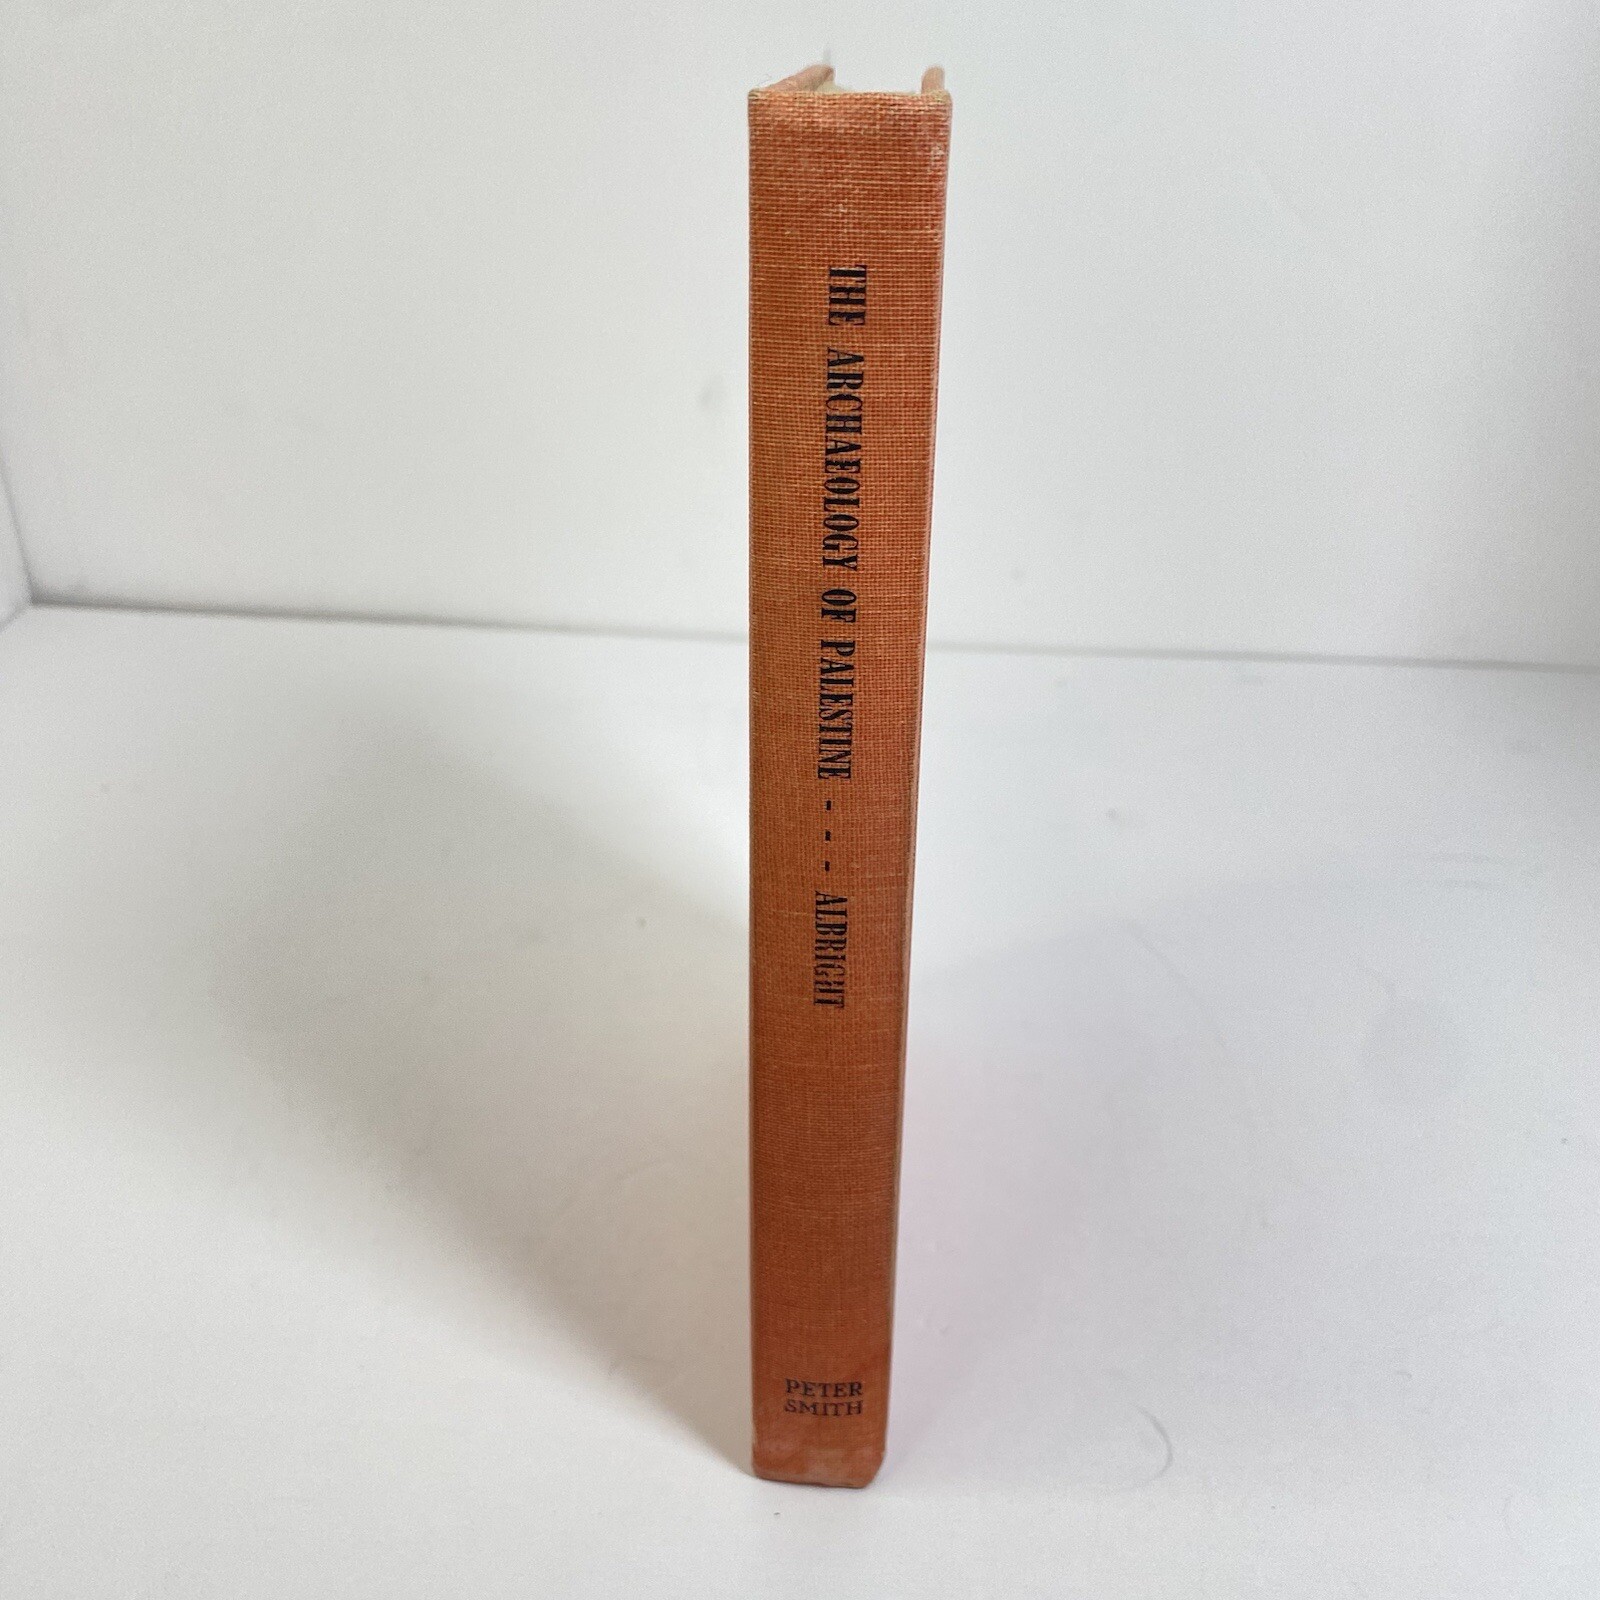 THE ARCHAEOLOGY OF PALESTINE - - - ALBRIGHT
PETER
SMITH